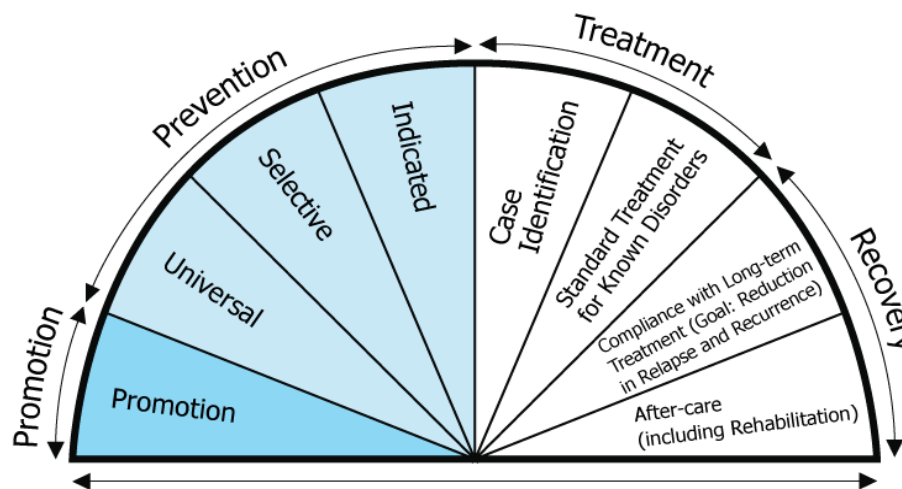 Promotion
Prevention
Treatment
Recovery
Promotion
Universal
Selective
Indicated
Case
Identification
Standard Treatment
for Known Disorders
Compliance with Long-term
Treatment (Goal: Reduction
in Relapse and Recurrence)
After-care
(including Rehabilitation)